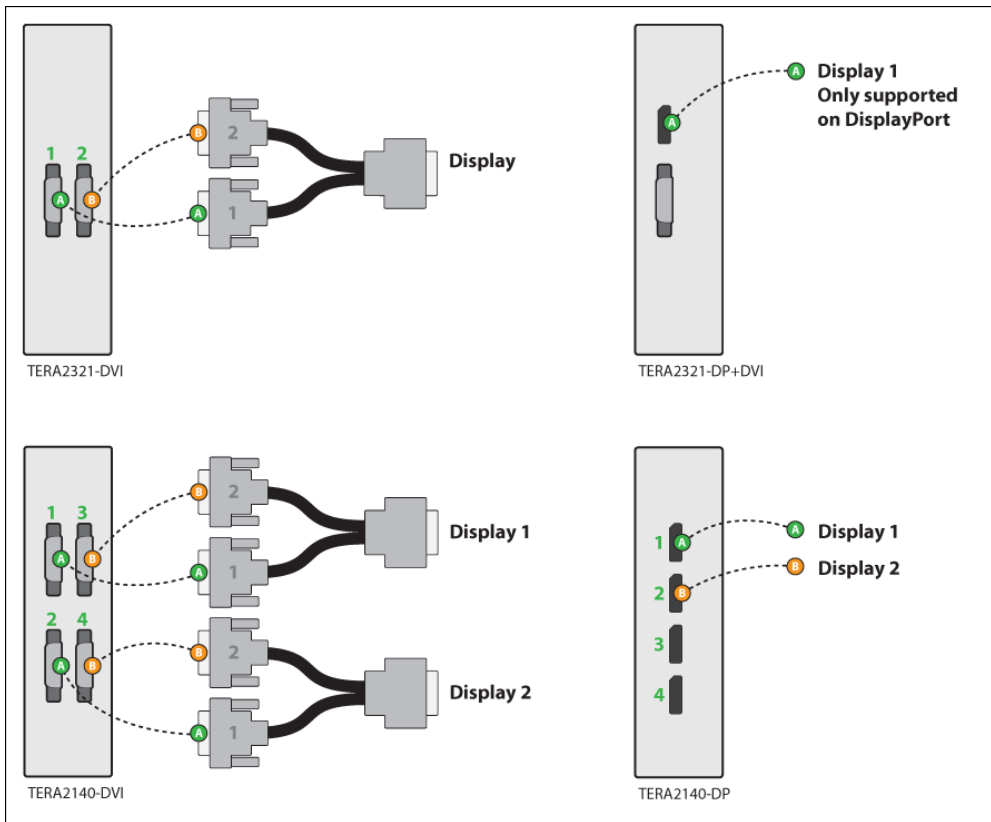 1 2
A B
B 2
A 1
Display
TERA2321-DVI
A Display 1
Only supported
on DisplayPort
A
TERA2321-DP+DVI
1 3
A B
2 4
A B
B 2
A 1
Display 1
B 2
A 1
Display 2
TERA2140-DVI
1 A
2 B
3
4
A Display 1
B Display 2
TERA2140-DP